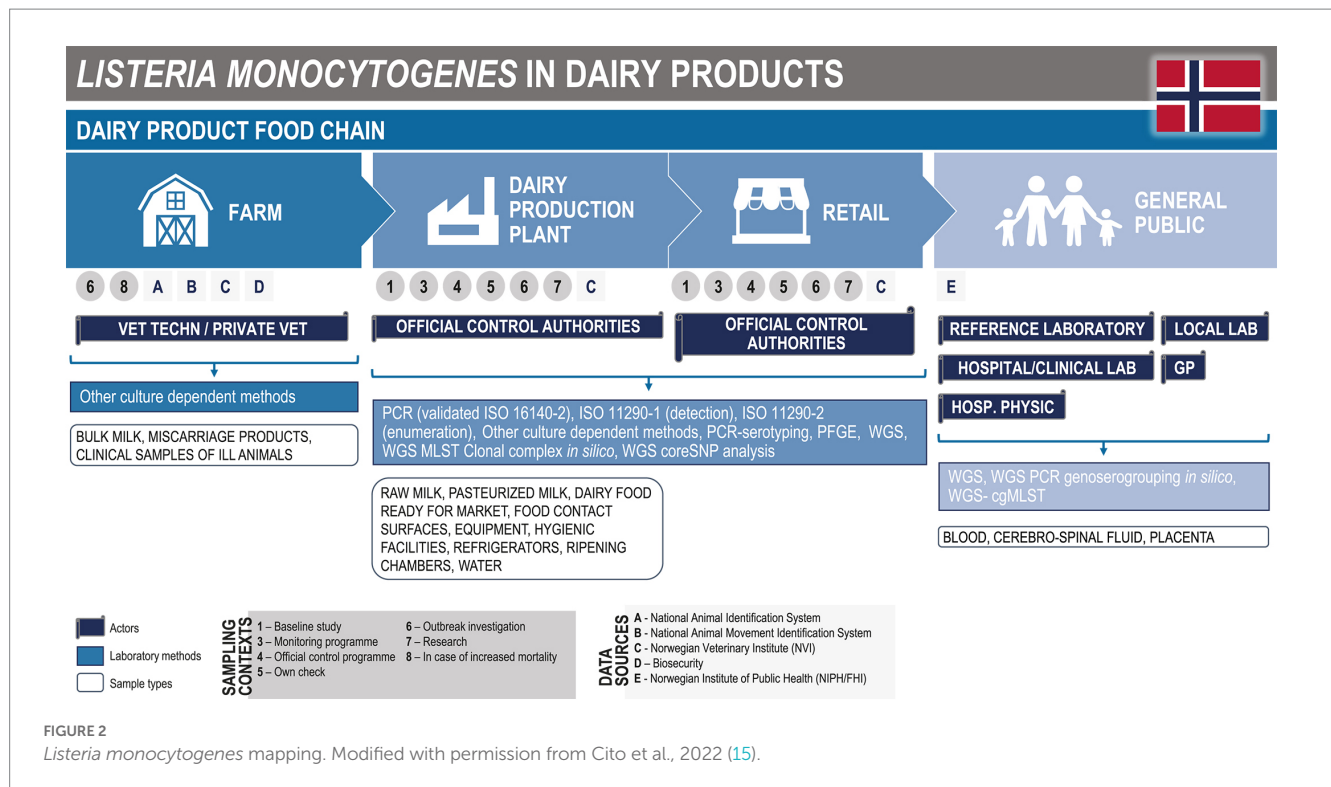 LISTERIA MONOCYTOGENES IN DAIRY PRODUCTS
DAIRY PRODUCT FOOD CHAIN
FARM
DAIRY
PRODUCTION
PLANT
RETAIL
GENERAL
PUBLIC
6 8 A B C D
1 3 4 5 6 7 C
1 3 4 5 6 7 C
E
VET TECHN / PRIVATE VET
OFFICIAL CONTROL AUTHORITIES
OFFICIAL CONTROL
AUTHORITIES
REFERENCE LABORATORY
LOCAL LAB
HOSPITAL/CLINICAL LAB
GP
HOSP. PHYSIC
Other culture dependent methods
BULK MILK, MISCARRIAGE PRODUCTS,
CLINICAL SAMPLES OF ILL ANIMALS
PCR (validated ISO 16140-2), ISO 11290-1 (detection), ISO 11290-2
(enumeration), Other culture dependent methods, PCR-serotyping, PFGE, WGS,
WGS MLST Clonal complex in silico, WGS coreSNP analysis
RAW MILK, PASTEURIZED MILK, DAIRY FOOD
READY FOR MARKET, FOOD CONTACT
SURFACES, EQUIPMENT, HYGIENIC
FACILITIES, REFRIGERATORS, RIPENING
CHAMBERS, WATER
WGS, WGS PCR genoserogrouping in silico,
WGS- cgMLST
BLOOD, CEREBRO-SPINAL FLUID, PLACENTA
Actors
Laboratory methods
Sample types
SAMPLING
CONTEXTS
1 – Baseline study
3 – Monitoring programme
4 – Official control programme
5 – Own check
6 – Outbreak investigation
7 – Research
8 – In case of increased mortality
DATA
SOURCES
A - National Animal Identification System
B - National Animal Movement Identification System
C - Norwegian Veterinary Institute (NVI)
D – Biosecurity
E - Norwegian Institute of Public Health (NIPH/FHI)
FIGURE 2
Listeria monocytogenes mapping. Modified with permission from Cito et al., 2022 (15).